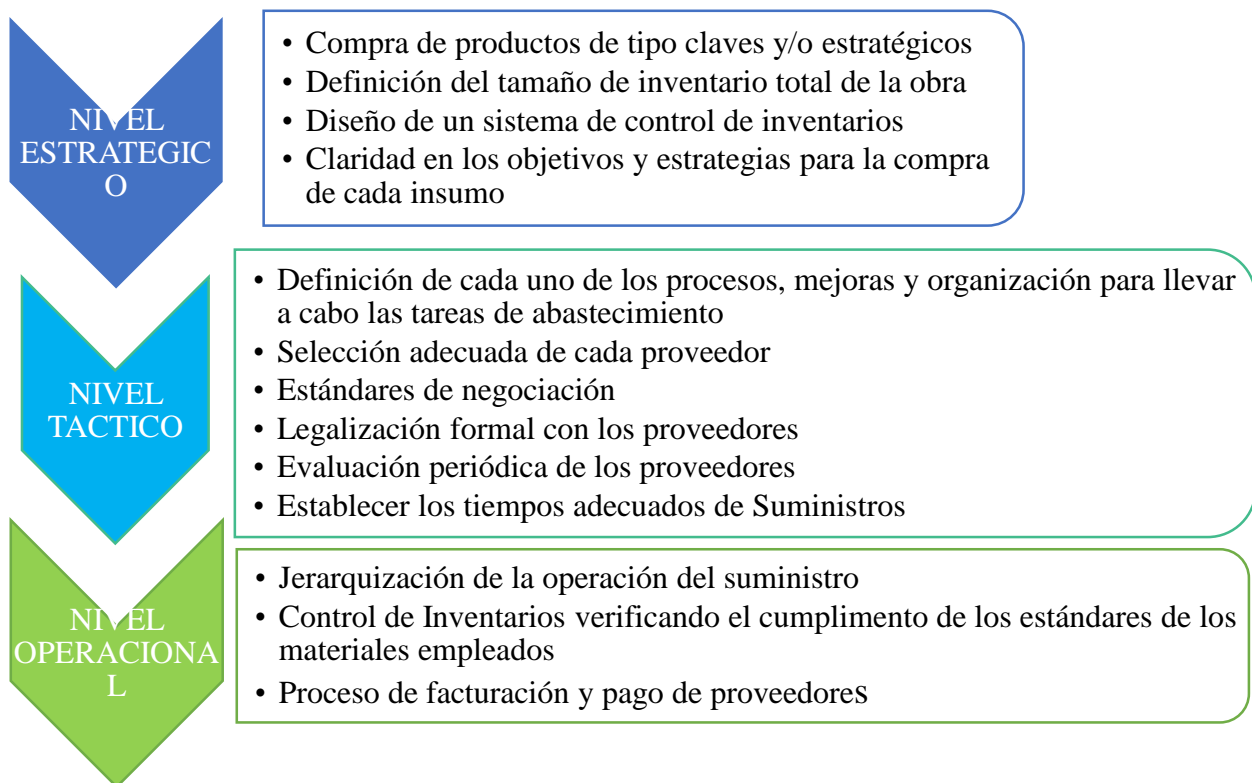 NIVEL
ESTRATEGIC
O
• Compra de productos de tipo claves y/o estratégicos
• Definición del tamaño de inventario total de la obra
• Diseño de un sistema de control de inventarios
• Claridad en los objetivos y estrategias para la compra
de cada insumo
NIVEL
TACTICO
• Definición de cada uno de los procesos, mejoras y organización para llevar
a cabo las tareas de abastecimiento
• Selección adecuada de cada proveedor
• Estándares de negociación
• Legalización formal con los proveedores
• Evaluación periódica de los proveedores
• Establecer los tiempos adecuados de Suministros
NIVEL
OPERACIONA
L
• Jerarquización de la operación del suministro
• Control de Inventarios verificando el cumplimento de los estándares de los
materiales empleados
• Proceso de facturación y pago de proveedores